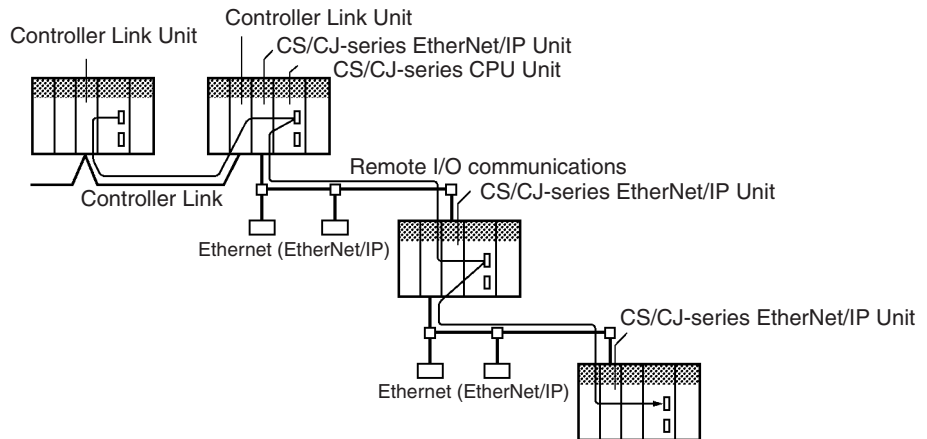 Controller Link Unit
Controller Link Unit
CS/CJ-series EtherNet/IP Unit
CS/CJ-series CPU Unit
Remote I/O communications
CS/CJ-series EtherNet/IP Unit
Controller Link
Ethernet (EtherNet/IP)
CS/CJ-series EtherNet/IP Unit
Ethernet (EtherNet/IP)